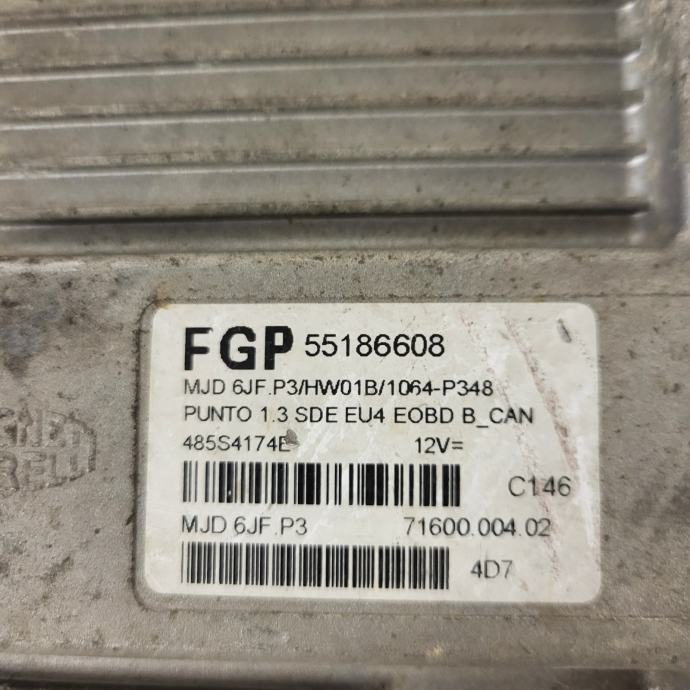 FGP 55186608
MJD 6JF.P3/HW01B/1064-P348
PUNTO 1.3 SDE EU4 EOBD B_CAN
485S4174E 12V=
C146
MJD 6JF.P3 71600.004.02
4D7